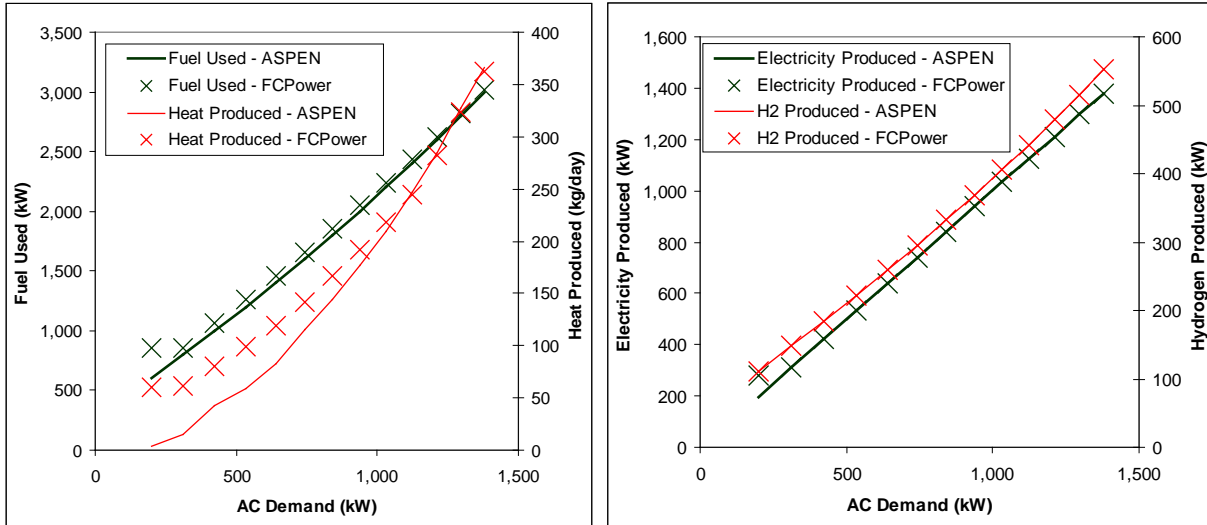 3,500
3,000
2,500
2,000
1,500
1,000
500
0
Fuel Used (kW)
Fuel Used - ASPEN
Fuel Used - FCPower
Heat Produced - ASPEN
Heat Produced - FCPower
400
350
300
250
200
150
100
50
0
Heat Produced (kg/day)
0
500
1,000
1,500
AC Demand (kW)
1,600
1,400
1,200
1,000
800
600
400
200
0
Electricity Produced (kW)
Electricity Produced - ASPEN
Electricity Produced - FCPower
H2 Produced - ASPEN
H2 Produced - FCPower
600
500
400
300
200
100
0
Hydrogen Produced (kW)
0
500
1,000
1,500
AC Demand (kW)